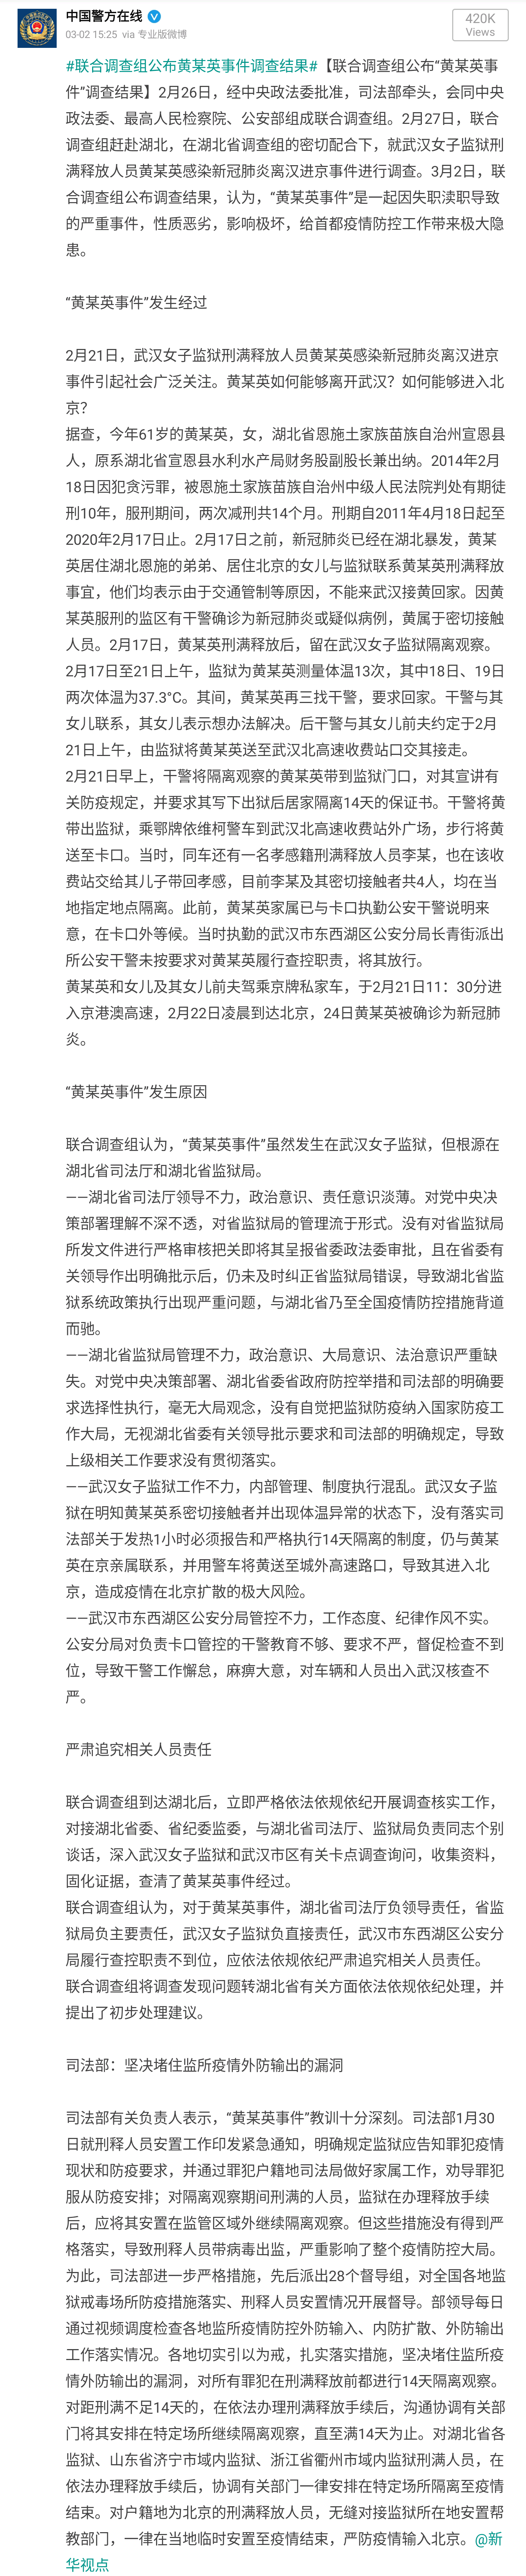 中国警方在线
03-02 15:25 via 专业版微博
420K
Views
#联合调查组公布黄某英事件调查结果#【联合调查组公布“黄某英事
件”调查结果】2月26日，经中央政法委批准，司法部牵头，会同中央
政法委、最高人民检察院、公安部组成联合调查组。2月27日，联合
调查组赶赴湖北，在湖北省调查组的密切配合下，就武汉女子监狱刑
满释放人员黄某英感染新冠肺炎离汉进京事件进行调查。3月2日，联
合调查组公布调查结果，认为，“黄某英事件”是一起因失职渎职导致
的严重事件，性质恶劣，影响极坏，给首都疫情防控工作带来极大隐
患。
“黄某英事件”发生经过
2月21日，武汉女子监狱刑满释放人员黄某英感染新冠肺炎离汉进京
事件引起社会广泛关注。黄某英如何能够离开武汉？如何能够进入北
京？
据查，今年61岁的黄某英，女，湖北省恩施土家族苗族自治州宣恩县
人，原系湖北省宣恩县水利水产局财务股副股长兼出纳。2014年2月
18日因犯贪污罪，被恩施土家族苗族自治州中级人民法院判处有期徒
刑10年，服刑期间，两次减刑共14个月。刑期自2011年4月18日起至
2020年2月17日止。2月17日之前，新冠肺炎已经在湖北暴发，黄某
英居住湖北恩施的弟弟、居住北京的女儿与监狱联系黄某英刑满释放
事宜，他们均表示由于交通管制等原因，不能来武汉接黄回家。因黄
某英服刑的监区有干警确诊为新冠肺炎或疑似病例，黄属于密切接触
人员。2月17日，黄某英刑满释放后，留在武汉女子监狱隔离观察。
2月17日至21日上午，监狱为黄某英测量体温13次，其中18日、19日
两次体温为37.3°C。其间，黄某英再三找干警，要求回家。干警与其
女儿联系，其女儿表示想办法解决。后干警与其女儿前夫约定于2月
21日上午，由监狱将黄某英送至武汉北高速收费站口交其接走。
2月21日早上，干警将隔离观察的黄某英带到监狱门口，对其宣讲有
关防疫规定，并要求其写下出狱后居家隔离14天的保证书。干警将黄
带出监狱，乘鄂牌依维柯警车到武汉北高速收费站外广场，步行将黄
送至卡口。当时，同车还有一名孝感籍刑满释放人员李某，也在该收
费站交给其儿子带回孝感，目前李某及其密切接触者共4人，均在当
地指定地点隔离。此前，黄某英家属已与卡口执勤公安干警说明来
意，在卡口外等候。当时执勤的武汉市东西湖区公安分局长青街派出
所公安干警未按要求对黄某英履行查控职责，将其放行。
黄某英和女儿及其女儿前夫驾乘京牌私家车，于2月21日11：30分进
入京港澳高速，2月22日凌晨到达北京，24日黄某英被确诊为新冠肺
炎。
“黄某英事件”发生原因
联合调查组认为，“黄某英事件”虽然发生在武汉女子监狱，但根源在
湖北省司法厅和湖北省监狱局。
——湖北省司法厅领导不力，政治意识、责任意识淡薄。对党中央决
策部署理解不深不透，对省监狱局的管理流于形式。没有对省监狱局
所发文件进行严格审核把关即将其呈报省委政法委审批，且在省委有
关领导作出明确批示后，仍未及时纠正省监狱局错误，导致湖北省监
狱系统政策执行出现严重问题，与湖北省乃至全国疫情防控措施背道
而驰。
——湖北省监狱局管理不力，政治意识、大局意识、法治意识严重缺
失。对党中央决策部署、湖北省委省政府防控举措和司法部的明确要
求选择性执行，毫无大局观念，没有自觉把监狱防疫纳入国家防疫工
作大局，无视湖北省委有关领导批示要求和司法部的明确规定，导致
上级相关工作要求没有贯彻落实。
——武汉女子监狱工作不力，内部管理、制度执行混乱。武汉女子监
狱在明知黄某英系密切接触者并出现体温异常的状态下，没有落实司
法部关于发热1小时必须报告和严格执行14天隔离的制度，仍与黄某
英在京亲属联系，并用警车将黄送至城外高速路口，导致其进入北
京，造成疫情在北京扩散的极大风险。
——武汉市东西湖区公安分局管控不力，工作态度、纪律作风不实。
公安分局对负责卡口管控的干警教育不够、要求不严，督促检查不到
位，导致干警工作懈怠，麻痹大意，对车辆和人员出入武汉核查不
严。
严肃追究相关人员责任
联合调查组到达湖北后，立即严格依法依规依纪开展调查核实工作，
对接湖北省委、省纪委监委，与湖北省司法厅、监狱局负责同志个别
谈话，深入武汉女子监狱和武汉市区有关卡点调查询问，收集资料，
固化证据，查清了黄某英事件经过。
联合调查组认为，对于黄某英事件，湖北省司法厅负领导责任，省监
狱局负主要责任，武汉女子监狱负直接责任，武汉市东西湖区公安分
局履行查控职责不到位，应依法依规依纪严肃追究相关人员责任。
联合调查组将调查发现问题转湖北省有关方面依法依规依纪处理，并
提出了初步处理建议。
司法部：坚决堵住监所疫情外防输出的漏洞
司法部有关负责人表示，“黄某英事件”教训十分深刻。司法部1月30
日就刑释人员安置工作印发紧急通知，明确规定监狱应告知罪犯疫情
现状和防疫要求，并通过罪犯户籍地司法局做好家属工作，劝导罪犯
服从防疫安排；对隔离观察期间刑满的人员，监狱在办理释放手续
后，应将其安置在监管区域外继续隔离观察。但这些措施没有得到严
格落实，导致刑释人员带病毒出监，严重影响了整个疫情防控大局。
为此，司法部进一步严格措施，先后派出28个督导组，对全国各地监
狱戒毒场所防疫措施落实、刑释人员安置情况开展督导。部领导每日
通过视频调度检查各地监所疫情防控外防输入、内防扩散、外防输出
工作落实情况。各地切实引以为戒，扎实落实措施，坚决堵住监所疫
情外防输出的漏洞，对所有罪犯在刑满释放前都进行14天隔离观察。
对距刑满不足14天的，在依法办理刑满释放手续后，沟通协调有关部
门将其安排在特定场所继续隔离观察，直至满14天为止。对湖北省各
监狱、山东省济宁市域内监狱、浙江省衢州市域内监狱刑满人员，在
依法办理释放手续后，协调有关部门一律安排在特定场所隔离至疫情
结束。对户籍地为北京的刑满释放人员，无缝对接监狱所在地安置帮
教部门，一律在当地临时安置至疫情结束，严防疫情输入北京。@新
华视点